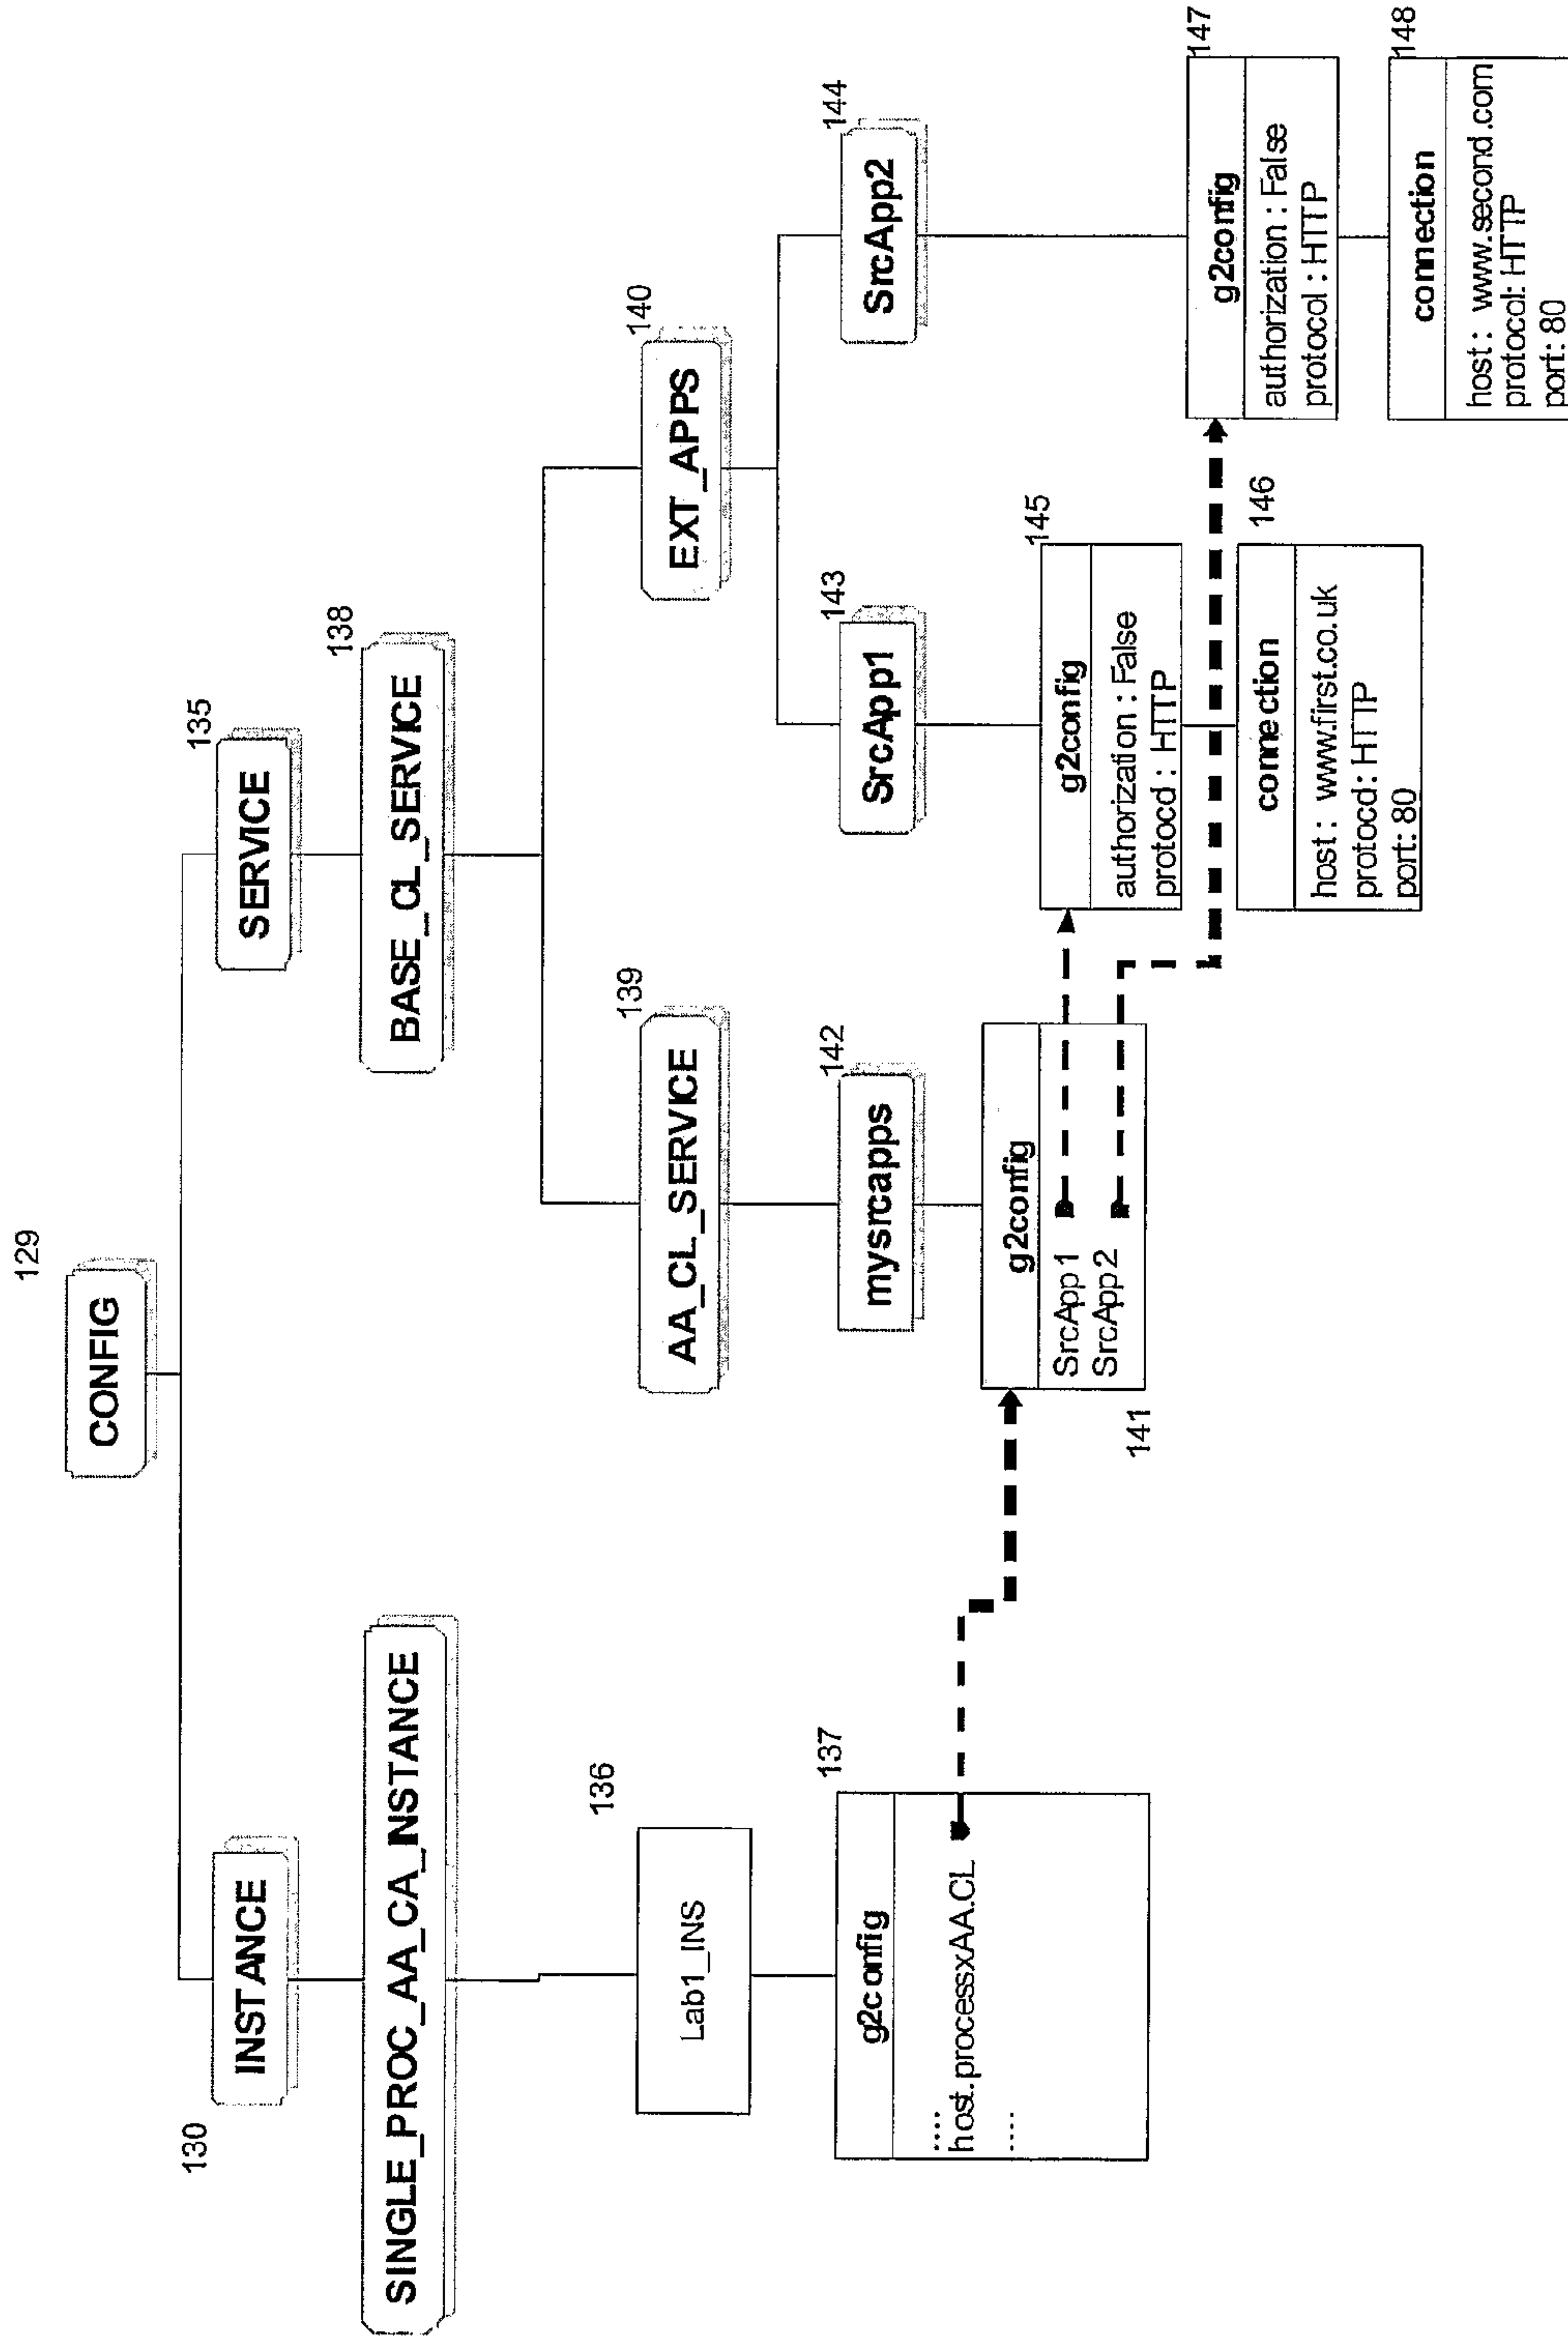 129
CONFIG
130
INSTANCE
135
SERVICE
SINGLE_PROC_AA_CA_INSTANCE
138
BASE_CL_SERVICE
136
Lab1_INS
139
AA_CL_SERVICE
140
EXT_APPS
137
g2config
....
host.processxAA.CL
....
142
mysrcapps
143
SrcApp1
144
SrcApp2
g2config
SrcApp1
SrcApp2
141
145
g2config
authorization : False
protocol : HTTP
146
connection
host : www.first.co.uk
protocol : HTTP
port: 80
147
g2config
authorization : False
protocol : HTTP
148
connection
host : www.second.com
protocol: HTTP
port: 80